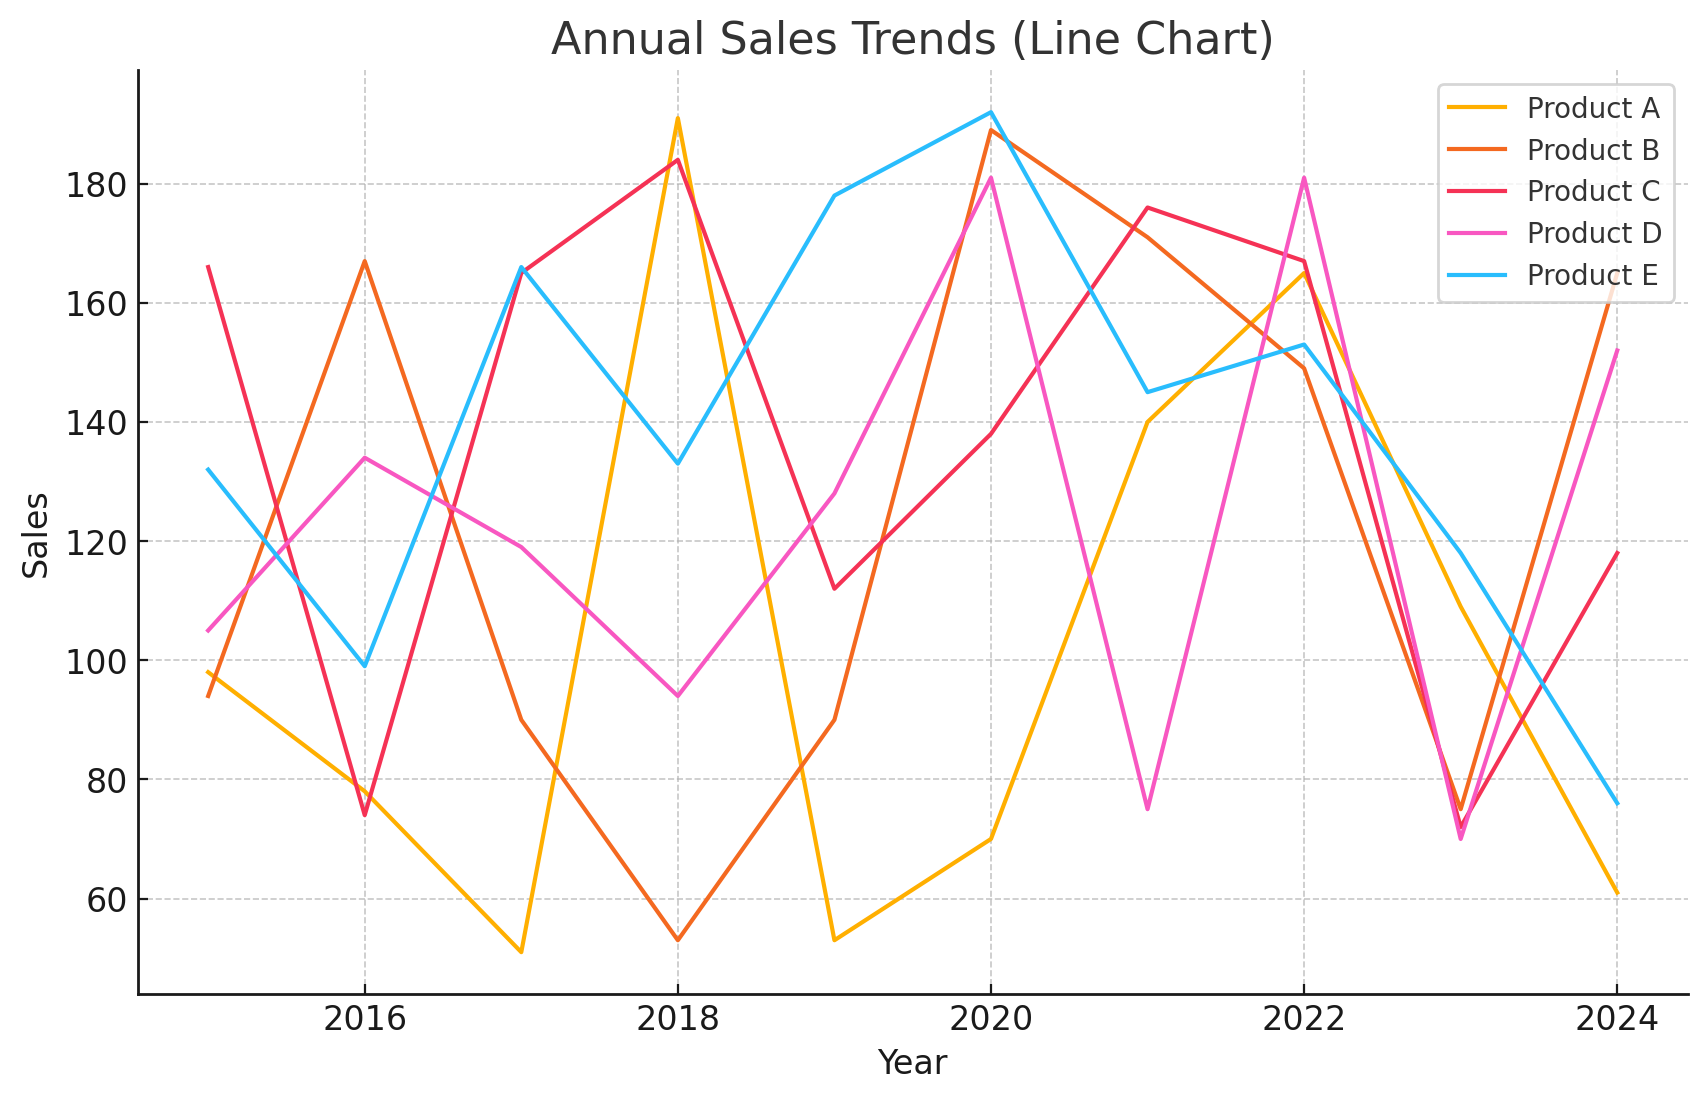 Annual Sales Trends (Line Chart)
Product A
Product B
Product C
Product D
Product E
Sales
180
160
140
120
100
80
60
2016 2018 2020 2022 2024
Year